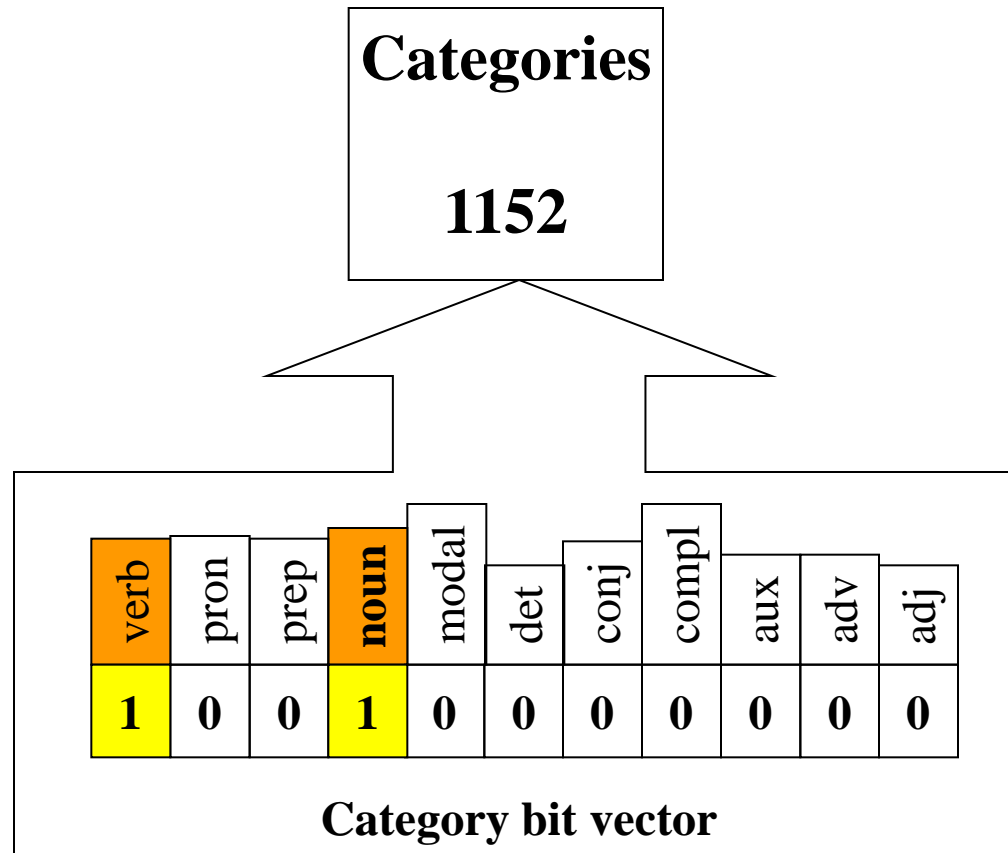 Categories
1152
verb pron prep noun modal det conj compl aux adv adj
1 0 0 1 0 0 0 0 0 0 0
Category bit vector